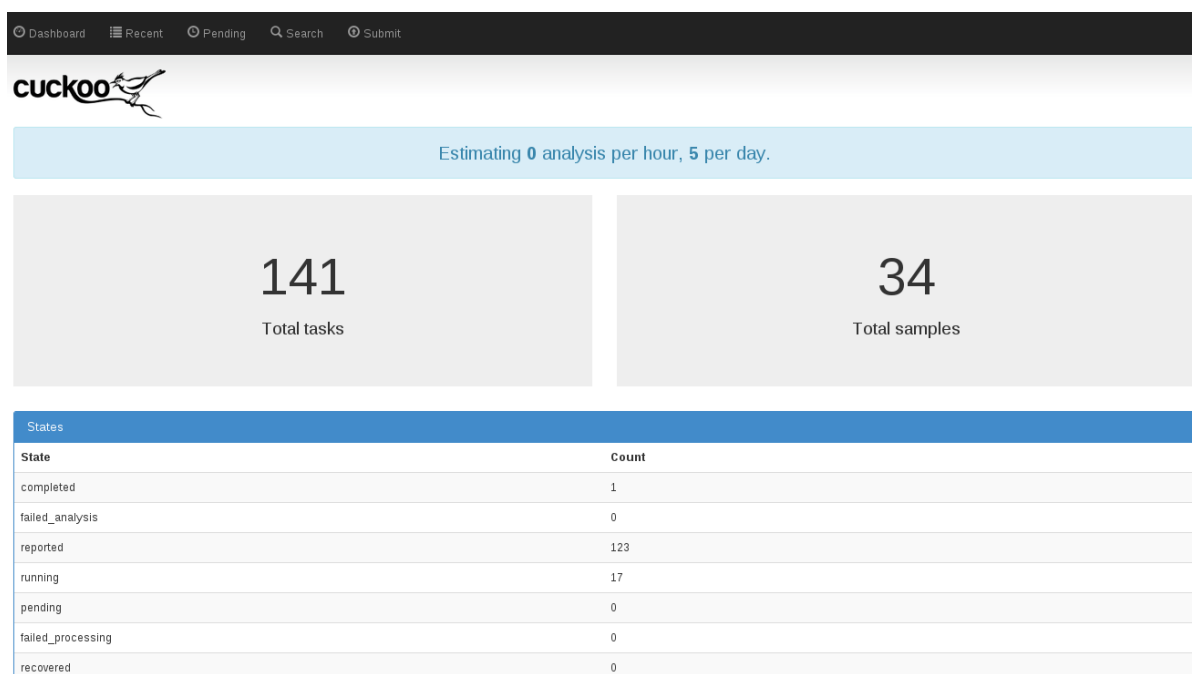 Dashboard Recent Pending Search Submit
cuckoo
Estimating 0 analysis per hour, 5 per day.
141 34
Total tasks Total samples
States
State Count
completed 1
failed_analysis 0
reported 123
running 17
pending 0
failed_processing 0
recovered 0